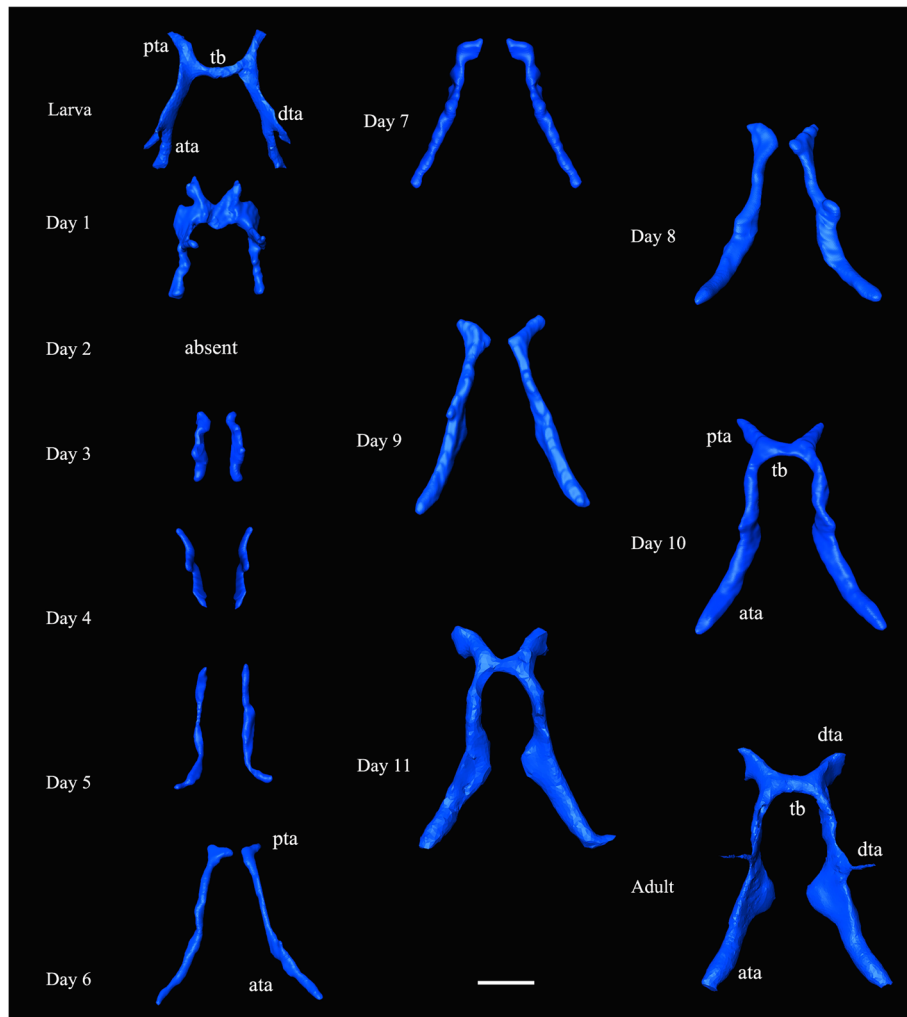 pta
tb
Larva
dta
ata
Day 1
Day 2
absent
Day 3
Day 4
Day 5
pta
Day 6
ata
Day 7
Day 9
Day 11
Day 8
pta
tb
Day 10
ata
dta
tb
dta
Adult
ata